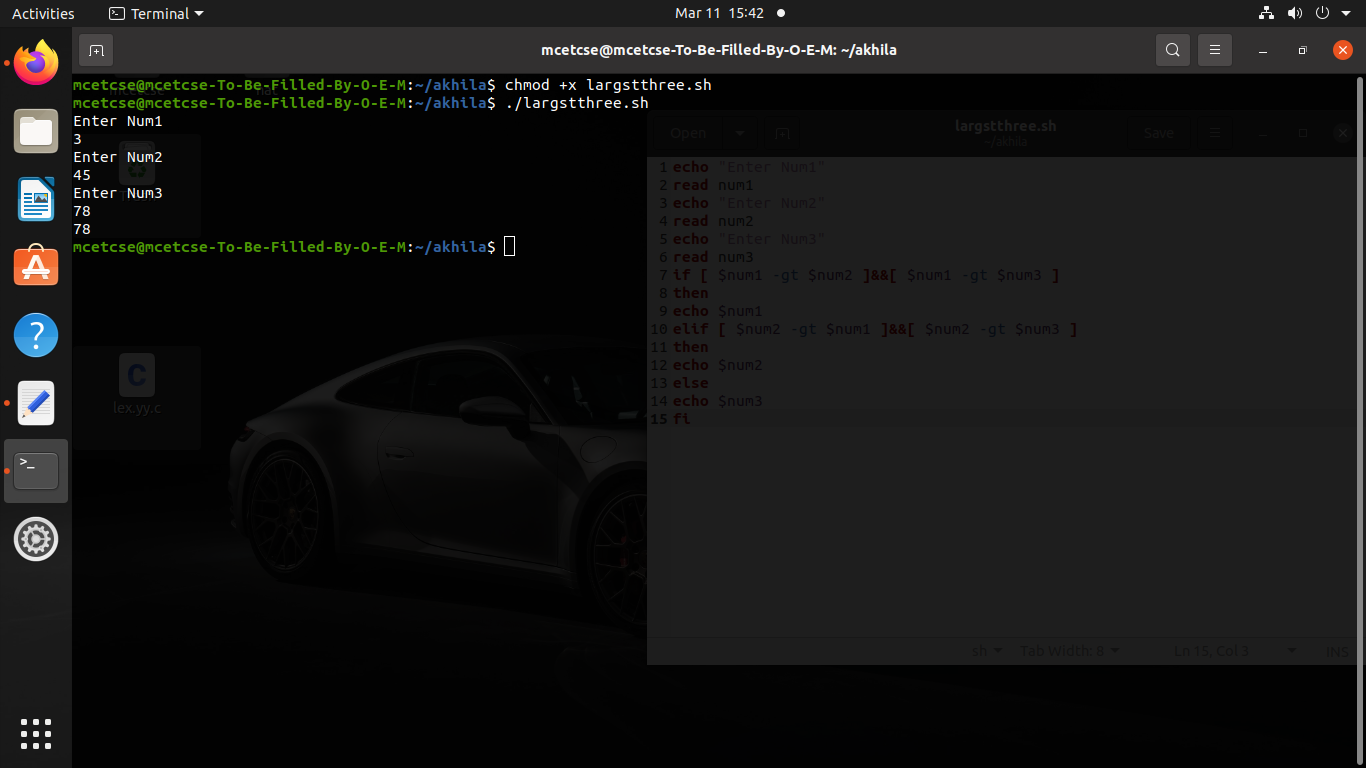 Activities
Terminal
Mar 11 15:42
mcetcse@mcetcse-To-Be-Filled-By-O-E-M: ~/akhila
mcetcse@mcetcse-To-Be-Filled-By-O-E-M:~/akhila$ chmod +x largstthree.sh
mcetcse@mcetcse-To-Be-Filled-By-O-E-M:~/akhila$ ./largstthree.sh
Enter Num1
3
Enter Num2
45
Enter Num3
78
78
mcetcse@mcetcse-To-Be-Filled-By-O-E-M:~/akhila$
lex.yy.c
Open
largstthree.sh
~/akhila
Save
1 echo "Enter Num1"
2 read num1
3 echo "Enter Num2"
4 read num2
5 echo "Enter Num3"
6 read num3
7 if [ $num1 -gt $num2 ]&&[ $num1 -gt $num3 ]
8 then
9 echo $num1
10 elif [ $num2 -gt $num1 ]&&[ $num2 -gt $num3 ]
11 then
12 echo $num2
13 else
14 echo $num3
15 fi
sh
Tab Width: 8
Ln 15, Col 3
INS